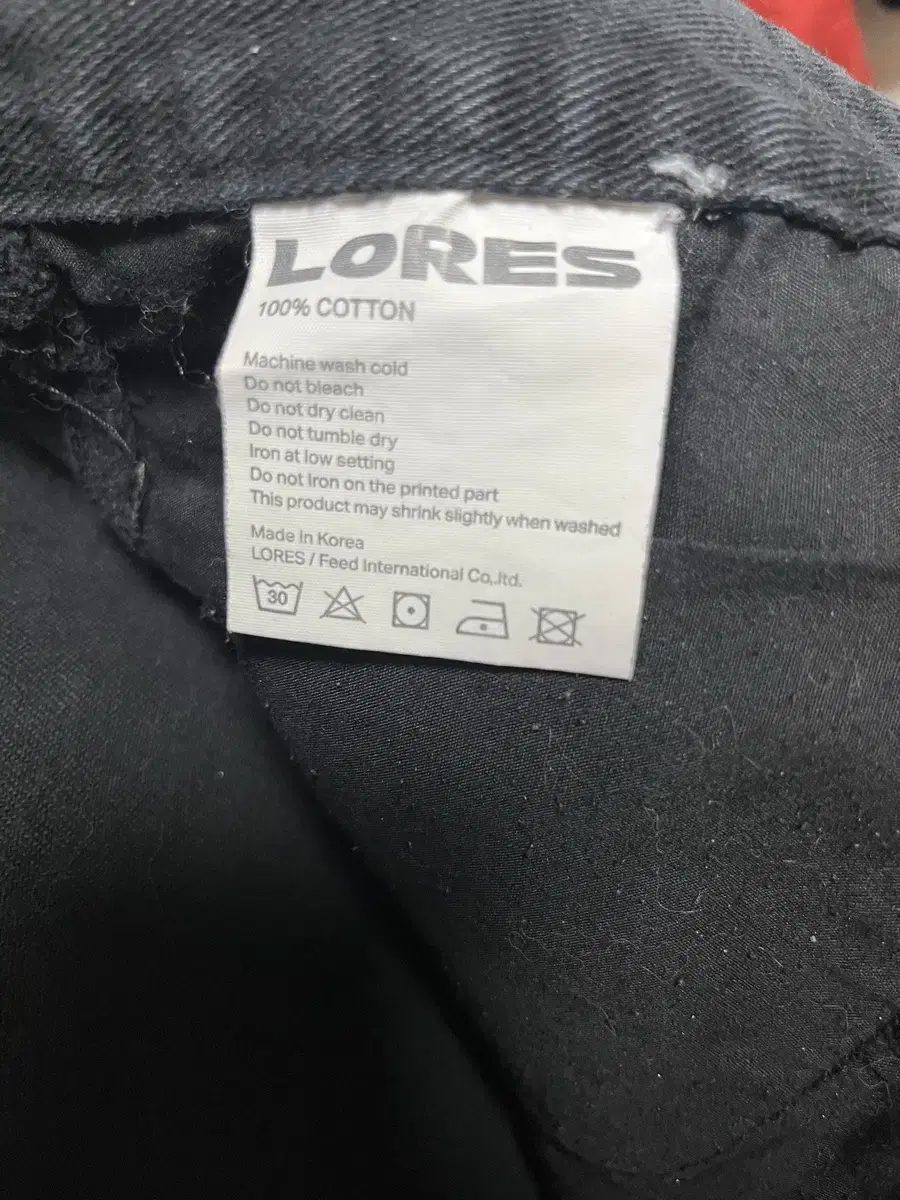 LORES
100% COTTON
Machine wash cold
Do not bleach
Do not dry clean
Do not tumble dry
Iron at low setting
Do not Iron on the printed part
This product may shrink slightly when washed
Made In Korea
LORES / Feed International Co,.ltd.
30